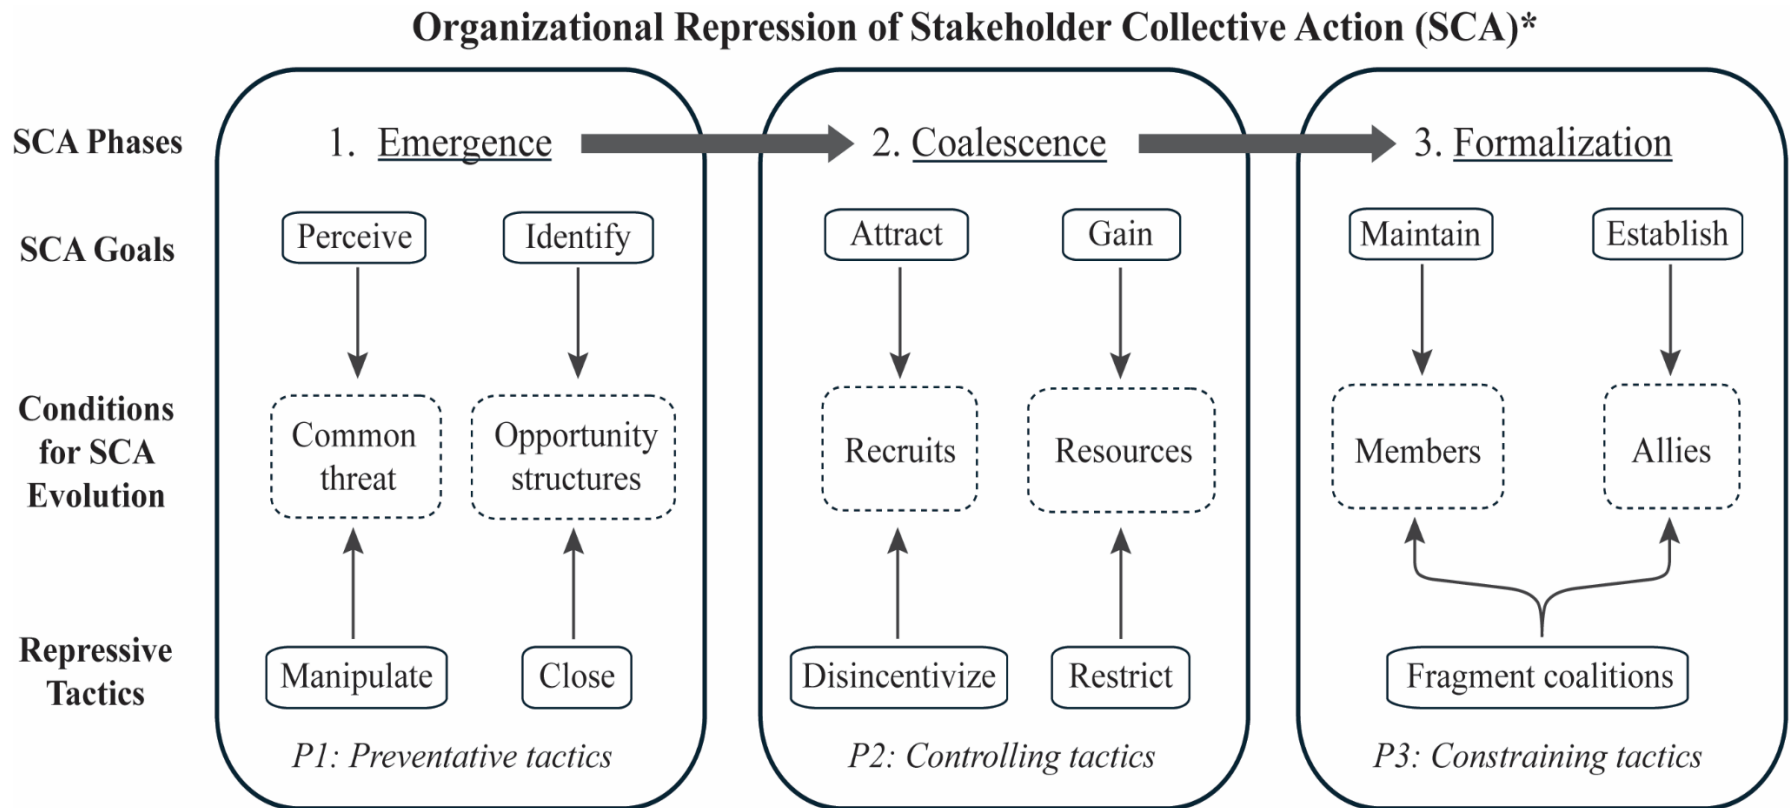 Organizational Repression of Stakeholder Collective Action (SCA)*
SCA Phases
1. Emergence
2. Coalescence
3. Formalization
SCA Goals
Perceive
Identify
Attract
Gain
Maintain
Establish
Conditions
for SCA
Evolution
Common
threat
Opportunity
structures
Recruits
Resources
Members
Allies
Repressive
Tactics
Manipulate
Close
Disincentivize
Restrict
Fragment coalitions
P1: Preventative tactics
P2: Controlling tactics
P3: Constraining tactics